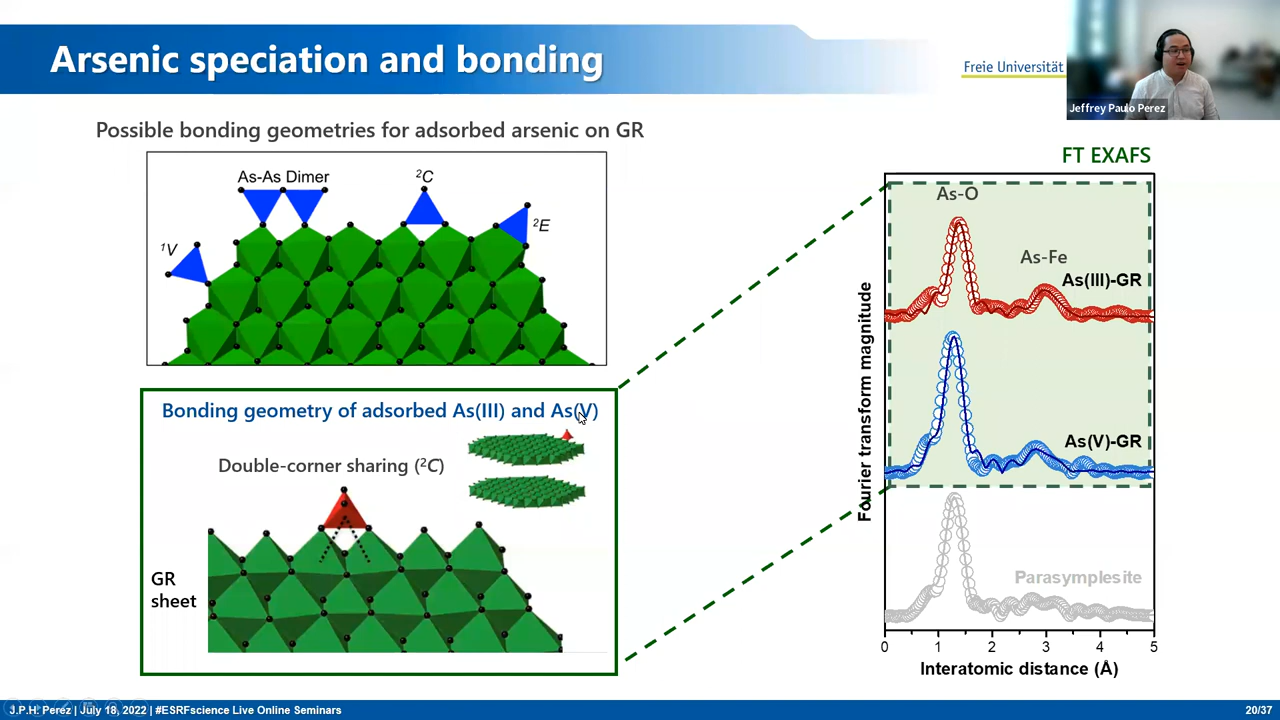 Arsenic speciation and bonding
Freie Universität
Jeffrey Paulo Perez
Possible bonding geometries for adsorbed arsenic on GR
As-As Dimer
²C
²E
¹V
Bonding geometry of adsorbed As(III) and As(V)
Double-corner sharing (²C)
GR
sheet
FT EXAFS
As-O
As-Fe
As(III)-GR
As(V)-GR
Parasymplesite
Fourier transform magnitude
0 1 2 3 4 5
Interatomic distance (Å)
J.P.H. Perez | July 18, 2022 | #ESRFscience Live Online Seminars
20/37